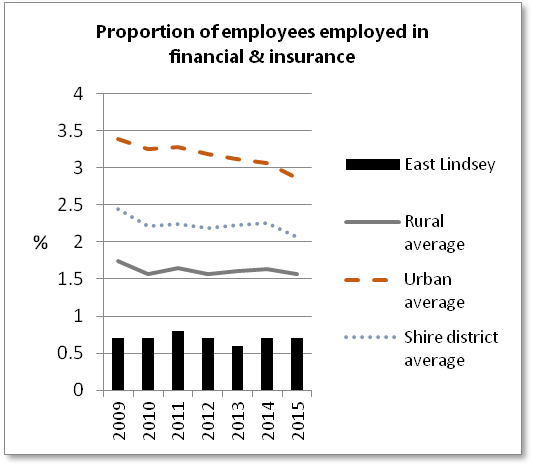 Proportion of employees employed in
financial & insurance
4
3.5
3
2.5
2
1.5
1
0.5
0
%
2009
2010
2011
2012
2013
2014
2015
East Lindsey
Rural
average
Urban
average
Shire district
average